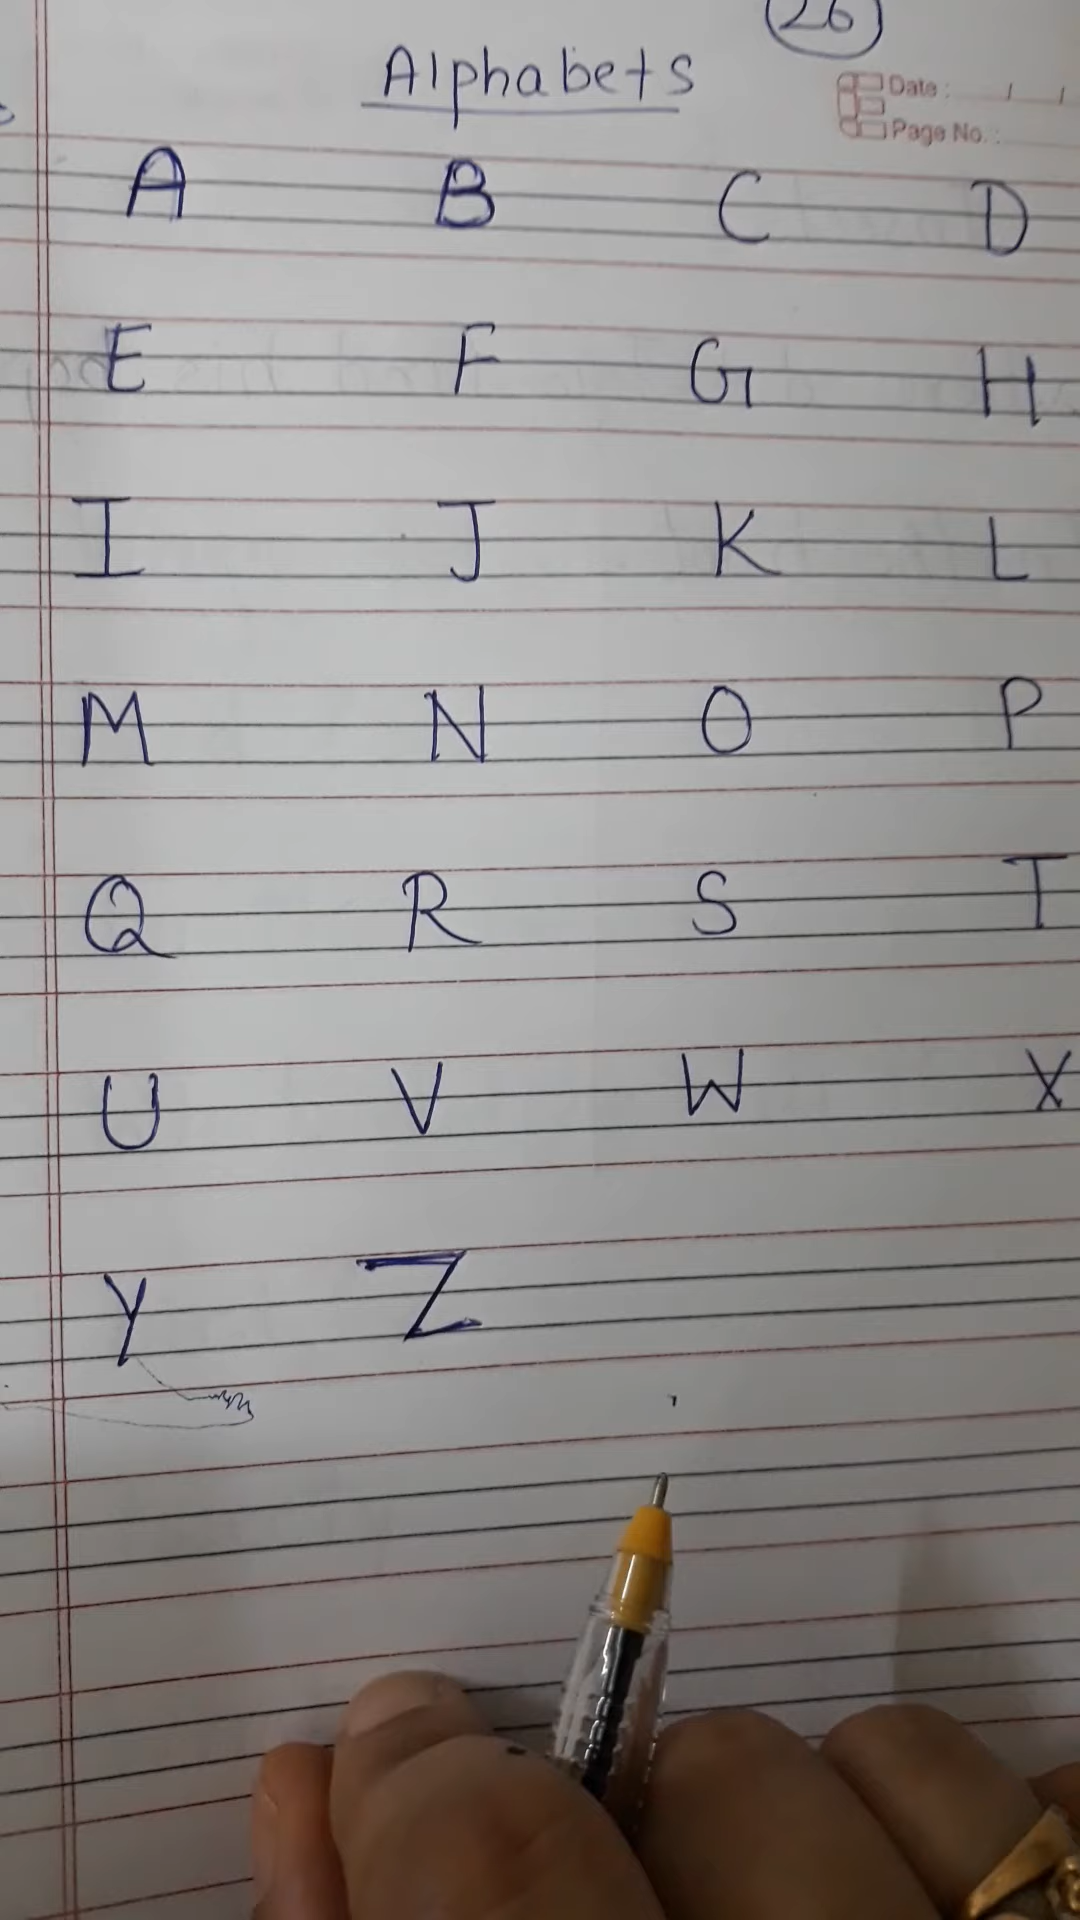 26
Alphabets
Date : / /
Page No. :
A B C D
E F G H
I J K L
M N O P
Q R S T
U V W X
Y Z